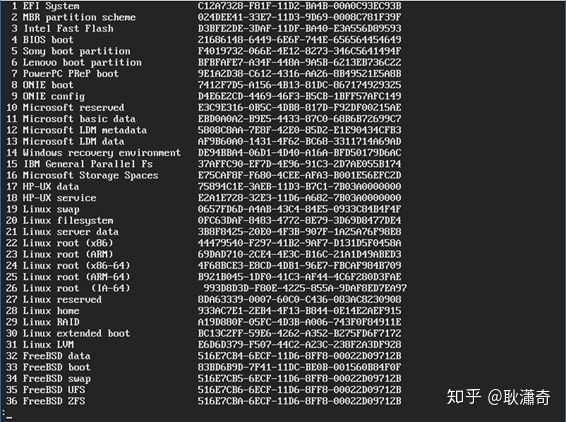 1 EFI System C12A7328-F81F-11D2-BA4B-00A0C93EC93B
2 MBR partition scheme 024DEE41-33E7-11D3-9D69-0008C781F39F
3 Intel Fast Flash D3BFE2DE-3DAF-11DF-BA40-E3A556D89593
4 BIOS boot 21686148-6449-6E6F-744E-656564454649
5 Sony boot partition F4019732-066E-4E12-8273-346C5641494F
6 Lenovo boot partition BFBFAFE7-A34F-448A-9A5B-6213EB736C22
7 PowerPC PReP boot 9E1A2D38-C612-4316-AA26-8B49521E5A8B
8 ONIE boot 7412F7D5-A156-4B13-81DC-867174929325
9 ONIE config D4E6E2CD-4469-46F3-B5CB-1BFF57AFC149
10 Microsoft reserved E3C9E316-0B5C-4DB8-817D-F92DF00215AE
11 Microsoft basic data EBD0A0A2-B9E5-4433-87C0-68B6B72699C7
12 Microsoft LDM metadata 5808C8AA-7E8F-42E0-85D2-E1E90434CFB3
13 Microsoft LDM data AF9B60A0-1431-4F62-BC68-3311714A69AD
14 Windows recovery environment DE94BBA4-06D1-4D40-A16A-BFD50179D6AC
15 IBM General Parallel Fs 37AFFC90-EF7D-4E96-91C3-2D7AE055B174
16 Microsoft Storage Spaces E75CAF8F-F680-4CEE-AFA3-B001E56EFC2D
17 HP-UX data 75894C1E-3AEB-11D3-B7C1-7B03A0000000
18 HP-UX service E2A1E728-32E3-11D6-A682-7B03A0000000
19 Linux swap 0657FD6D-A4AB-43C4-84E5-0933C84B4F4F
20 Linux filesystem 0FC63DAF-8483-4772-8E79-3D69D8477DE4
21 Linux server data 3B8F8425-20E0-4F3B-907F-1A25A76F98E8
22 Linux root (x86) 44479540-F297-41B2-9AF7-D131D5F0458A
23 Linux root (ARM) 69DAD710-2CE4-4E3C-B16C-21A1D49ABED3
24 Linux root (x86-64) 4F68BCE3-E8CD-4DB1-96E7-FBCAF984B709
25 Linux root (ARM-64) B921B045-1DF0-41C3-AF44-4C6F280D3FAE
26 Linux root (IA-64) 993D8D3D-F80E-4225-855A-9DAF8ED7EA97
27 Linux reserved 8DA63339-0007-60C0-C436-083AC8230908
28 Linux home 933AC7E1-2EB4-4F13-B844-0E14E2AEF915
29 Linux RAID A19D880F-05FC-4D3B-A006-743F0F84911E
30 Linux extended boot BC13C2FF-59E6-4262-A352-B275FD6F7172
31 Linux LVM E6D6D379-F507-44C2-A23C-238F2A3DF928
32 FreeBSD data 516E7CB4-6ECF-11D6-8FF8-00022D09712B
33 FreeBSD boot 83BD6B9D-7F41-11DC-BE0B-001560B84F0F
34 FreeBSD swap 516E7CB5-6ECF-11D6-8FF8-00022D09712B
35 FreeBSD UFS 516E7CB6-6ECF-11D6-8FF8-00022D09712B
36 FreeBSD ZFS 516E7CBA-6ECF-11D6-8FF8-00022D09712B
:_
知乎 @耿瀟奇